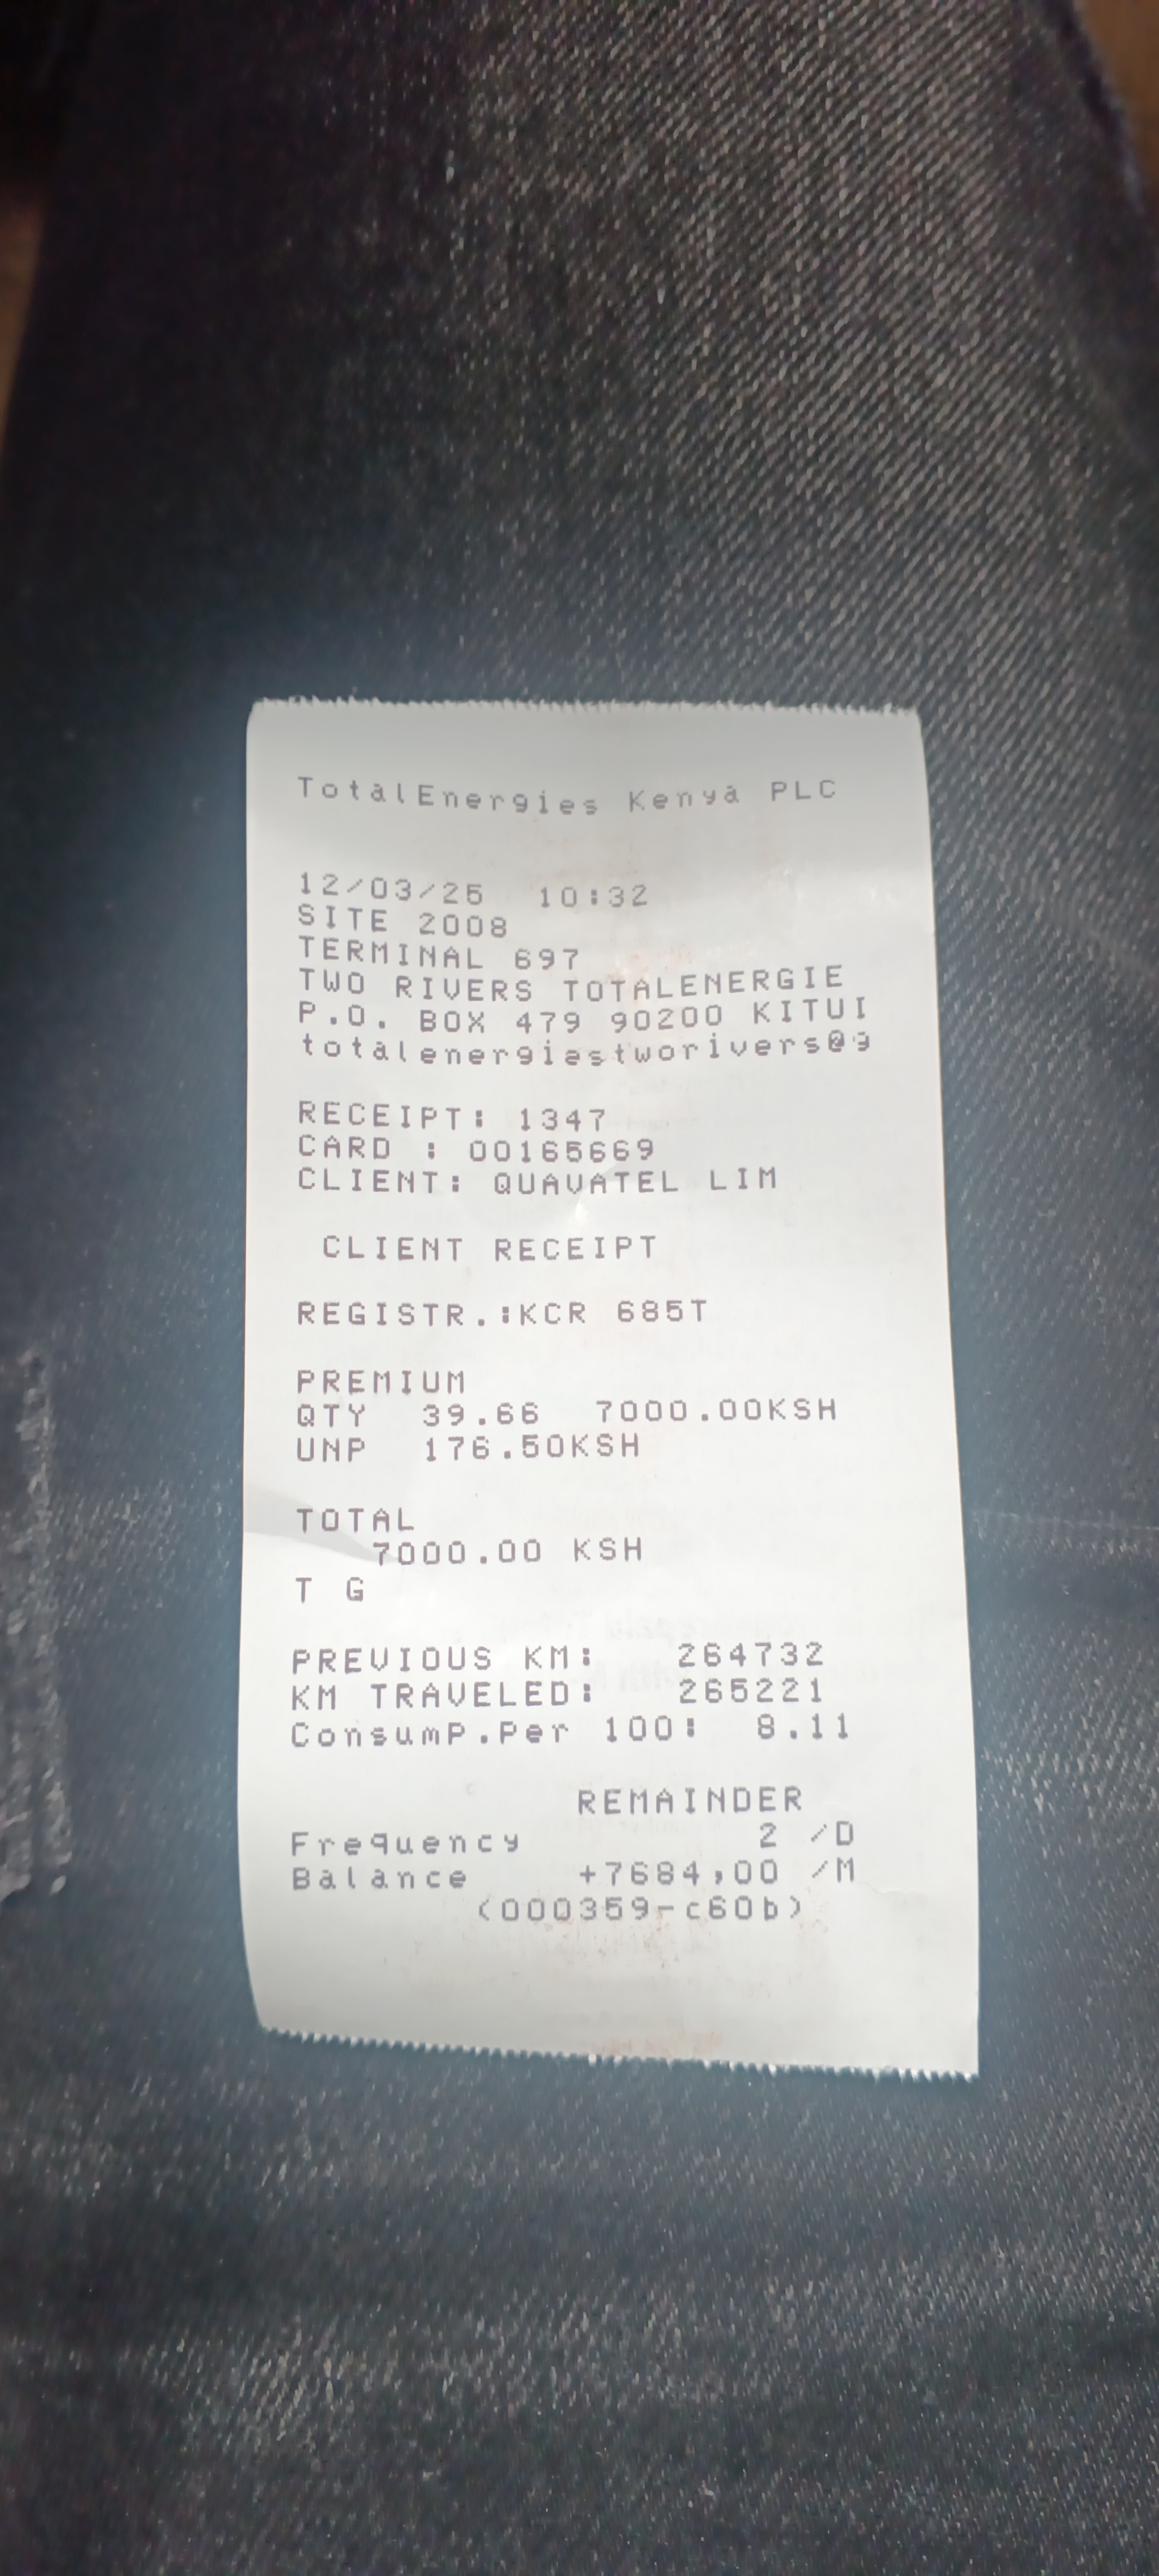 TotalEnergies Kenya PLC
12/03/25 10:32
SITE 2008
TERMINAL 697
TWO RIVERS TOTALENERGIE
P.O. BOX 479 90200 KITUI
totalenergiestworivers@g
RECEIPT: 1347
CARD : 00165669
CLIENT: QUAVATEL LIM
CLIENT RECEIPT
REGISTR.:KCR 685T
PREMIUM
QTY 39.66 7000.00KSH
UNP 176.50KSH
TOTAL
7000.00 KSH
T G
PREVIOUS KM: 264732
KM TRAVELED: 265221
ConsumP.Per 100: 8.11
REMAINDER
Frequency 2 /D
Balance +7684,00 /M
(000359-c60b)